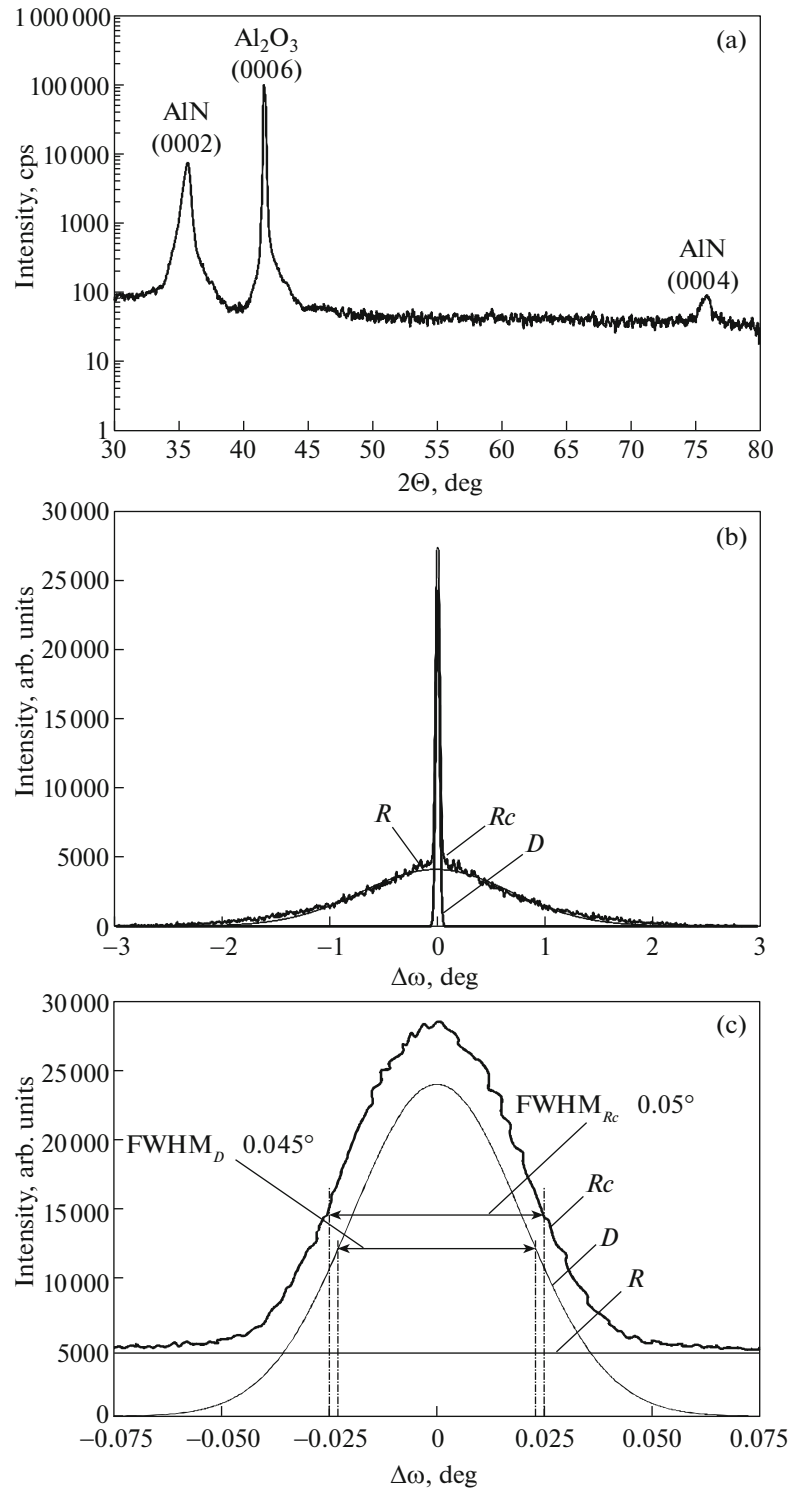 1 000 000
(a)
Al₂O₃
(0006)
100 000
AlN
(0002)
10 000
1000
AlN
(0004)
100
10
1
Intensity, cps
30 35 40 45 50 55 60 65 70 75 80
2Θ, deg
30 000
(b)
25 000
20 000
15 000
10 000
R
Rc
D
5000
0
Intensity, arb. units
−3 −2 −1 0 1 2 3
Δω, deg
30 000
(c)
25 000
20 000
FWHM_D 0.045°
FWHM_Rc 0.05°
15 000
Rc
D
10 000
R
5000
0
Intensity, arb. units
−0.075 −0.050 −0.025 0 0.025 0.050 0.075
Δω, deg